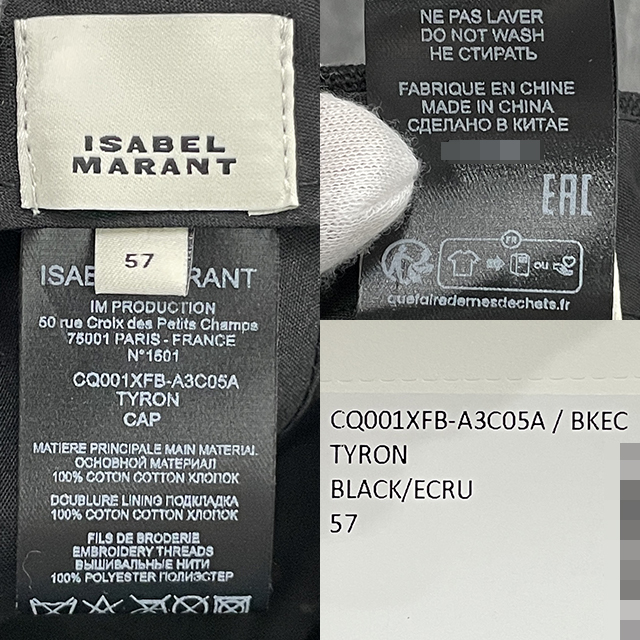 ISABEL
MARANT
57
ISABEL MARANT
IM PRODUCTION
50 rue Croix des Petits Champs
75001 PARIS - FRANCE
N°1501
CQ001XFB-A3C05A
TYRON
CAP
MATIERE PRINCIPALE MAIN MATERIAL
ОСНОВНОЙ МАТЕРИАЛ
100% COTON COTTON ХЛОПОК
DOUBLURE LINING ПОДКЛАДКА
100% COTON COTTON ХЛОПОК
FILS DE BRODERIE
EMBROIDERY THREADS
ВЫШИВАЛЬНЫЕ НИТИ
100% POLYESTER ПОЛИЭСТЕР
NE PAS LAVER
DO NOT WASH
НЕ СТИРАТЬ
FABRIQUE EN CHINE
MADE IN CHINA
СДЕЛАНО В КИТАЕ
EAC
FR
ou
quefairedemesdechets.fr
CQ001XFB-A3C05A / BKEC
TYRON
BLACK/ECRU
57